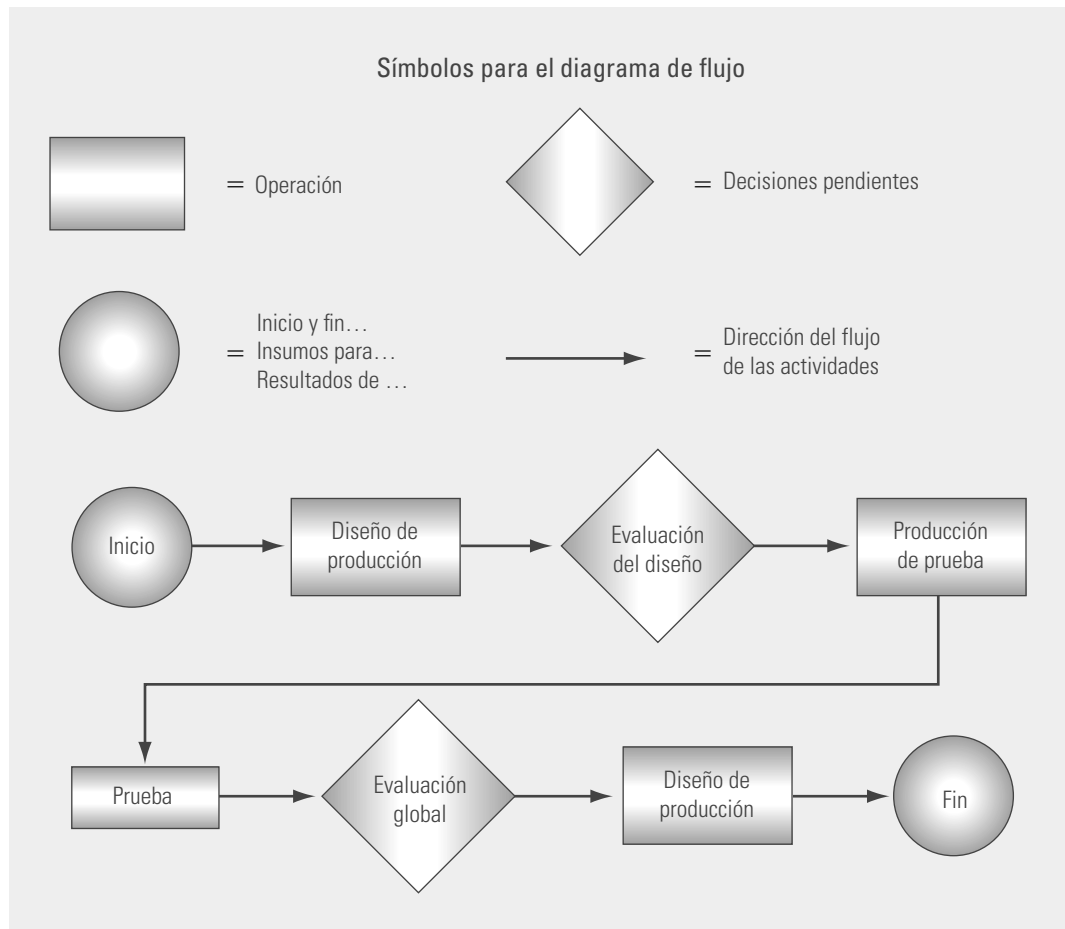 Símbolos para el diagrama de flujo
= Operación
= Decisiones pendientes
Inicio y fin…
= Insumos para…
Resultados de …
= Dirección del flujo
de las actividades
Inicio
Diseño de
producción
Evaluación
del diseño
Producción
de prueba
Prueba
Evaluación
global
Diseño de
producción
Fin